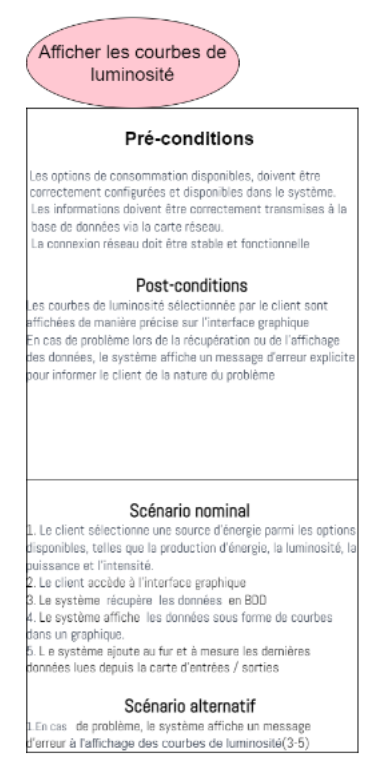 Afficher les courbes de
luminosité
Pré-conditions
Les options de consommation disponibles, doivent être
correctement configurées et disponibles dans le système.
Les informations doivent être correctement transmises à la
base de données via la carte réseau.
La connexion réseau doit être stable et fonctionnelle
Post-conditions
Les courbes de luminosité sélectionnée par le client sont
affichées de manière précise sur l'interface graphique
En cas de problème lors de la récupération ou de l'affichage
des données, le système affiche un message d'erreur explicite
pour informer le client de la nature du problème
Scénario nominal
1. Le client sélectionne une source d'énergie parmi les options
disponibles, telles que la production d'énergie, la luminosité, la
puissance et l'intensité.
2. Le client accède à l'interface graphique
3. Le système récupère les données en BDD
4. Le système affiche les données sous forme de courbes
dans un graphique.
5. L e système ajoute au fur et à mesure les dernières
données lues depuis la carte d'entrées / sorties
Scénario alternatif
1.En cas de problème, le système affiche un message
d'erreur à l'affichage des courbes de luminosité(3-5)